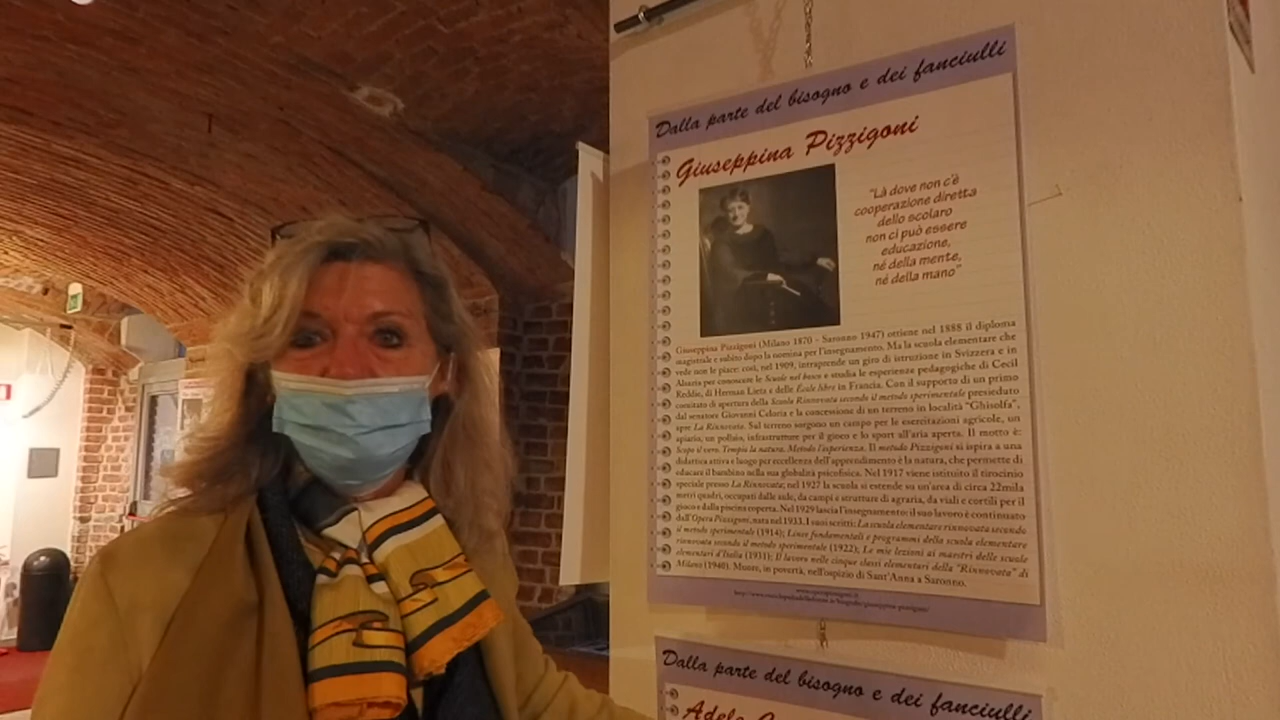 Dalla parte del bisogno e dei fanciulli
Giuseppina Pizzigoni
"Là dove non c'è
cooperazione diretta
dello scolaro
non ci può essere
educazione,
né della mente,
né della mano"
Giuseppina Pizzigoni (Milano 1870 - Saronno 1947) ottiene nel 1888 il diploma
magistrale e subito dopo la nomina per l'insegnamento. Ma la scuola elementare che
vede non le piace: così, nel 1909, intraprende un giro di istruzione in Svizzera e in
Alsazia per conoscere le Scuole nel bosco e studia le esperienze pedagogiche di Cecil
Reddie, di Herman Lietz e delle École libre in Francia. Con il supporto di un primo
comitato di apertura della Scuola Rinnovata secondo il metodo sperimentale presieduto
dal senatore Giovanni Celoria e la concessione di un terreno in località "Ghisolfa",
apre La Rinnovata. Sul terreno sorgono un campo per le esercitazioni agricole, un
apiario, un pollaio, infrastrutture per il gioco e lo sport all'aria aperta. Il motto è:
Scopo il vero. Tempio la natura. Metodo l'esperienza. Il metodo Pizzigoni si ispira a una
didattica attiva e luogo per eccellenza dell'apprendimento è la natura, che permette di
educare il bambino nella sua globalità psicofisica. Nel 1917 viene istituito il tirocinio
speciale presso La Rinnovata; nel 1927 la scuola si estende su un'area di circa 22mila
metri quadri, occupati dalle aule, da campi e strutture di agraria, da viali e cortili per il
gioco e dalla piscina coperta. Nel 1929 lascia l'insegnamento: il suo lavoro è continuato
dall'Opera Pizzigoni, nata nel 1933. I suoi scritti: La scuola elementare rinnovata secondo
il metodo sperimentale (1914); Linee fondamentali e programmi della scuola elementare
rinnovata secondo il metodo sperimentale (1922); Le mie lezioni ai maestri delle scuole
elementari d'Italia (1931); Il lavoro nelle cinque classi elementari della "Rinnovata" di
Milano (1940). Muore, in povertà, nell'ospizio di Sant'Anna a Saronno.
www.operapizzigoni.it
http://www.enciclopediadelledonne.it/biografie/giuseppina-pizzigoni/
Dalla parte del bisogno e dei fanciulli
Adele